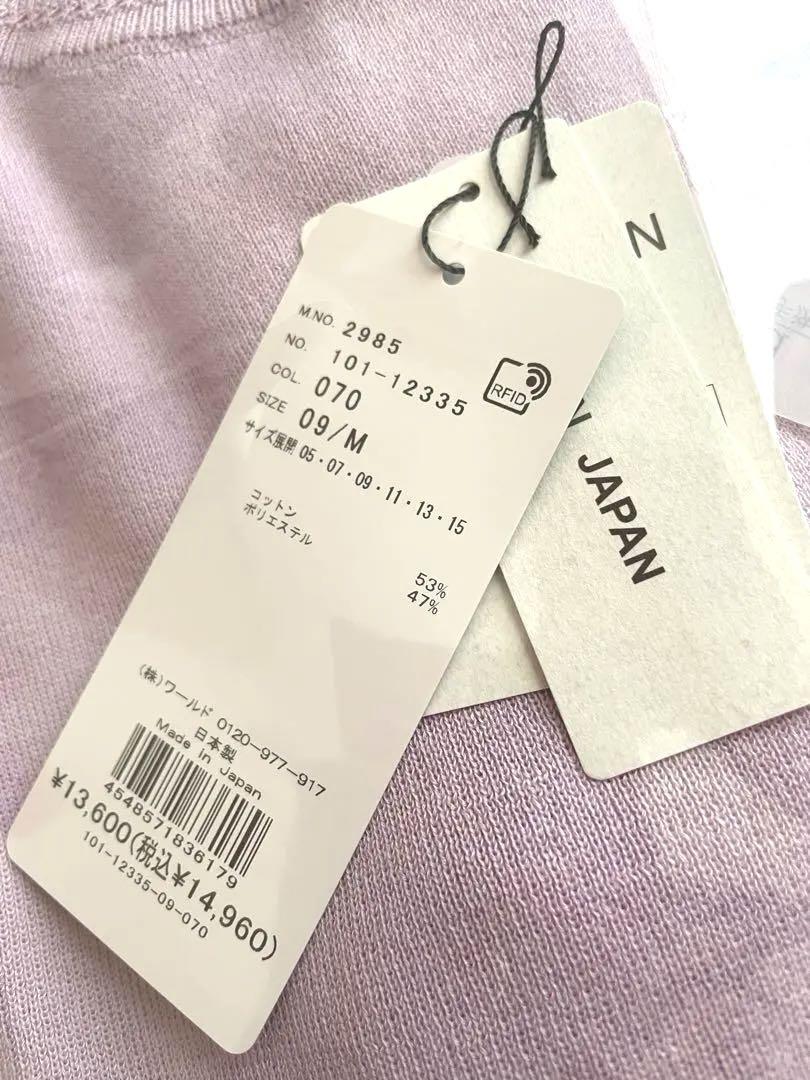 M.NO. 2985
NO. 101-12335
COL. 070
SIZE 09/M
サイズ展開 05・07・09・11・13・15
RFID
コットン 53%
ポリエステル 47%
(株)ワールド 0120-977-917
日本製
Made in Japan
4548571836179
¥13,600(税込¥14,960)
101-12335-09-070
N
JAPAN